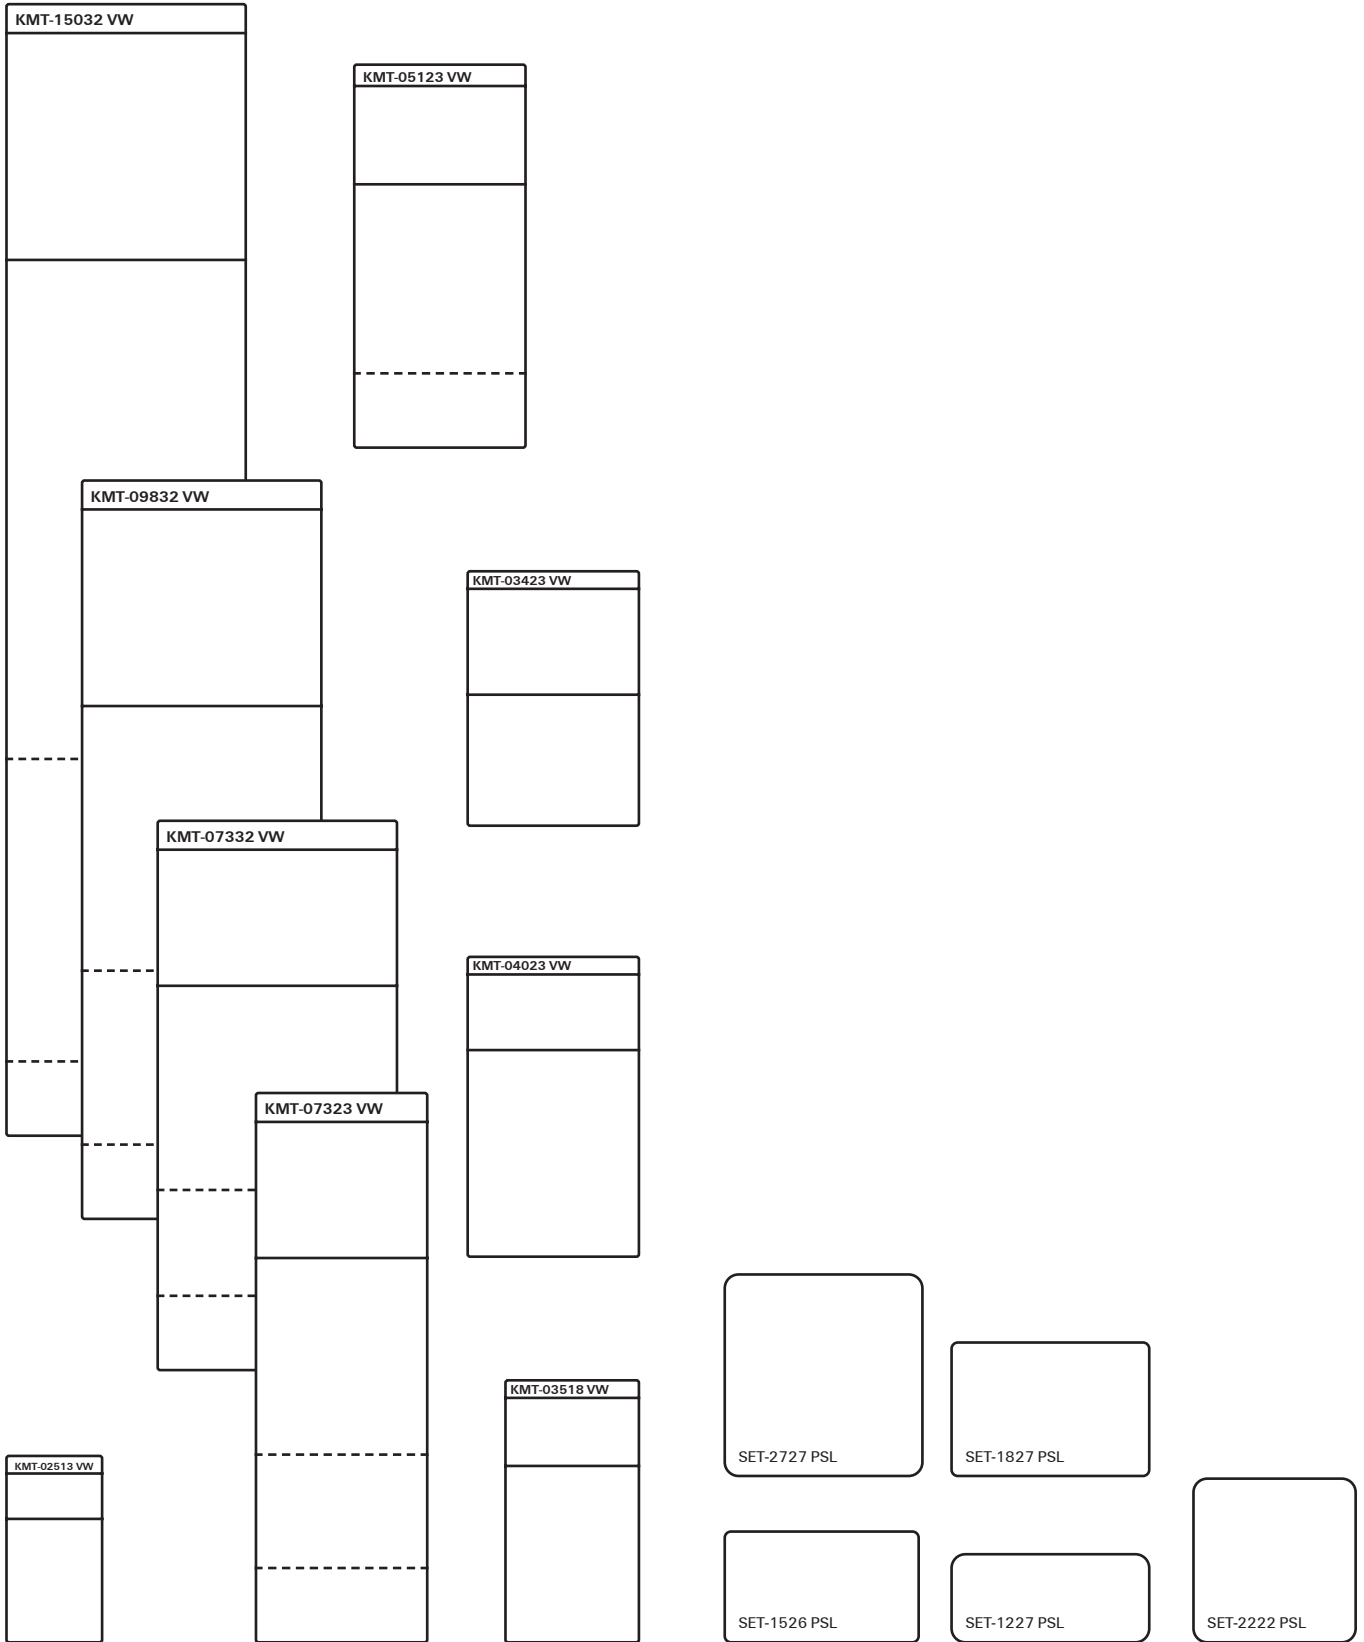 KMT-15032 VW
KMT-05123 VW
KMT-09832 VW
KMT-03423 VW
KMT-07332 VW
KMT-04023 VW
KMT-07323 VW
KMT-03518 VW
SET-2727 PSL
SET-1827 PSL
KMT-02513 VW
SET-1526 PSL
SET-1227 PSL
SET-2222 PSL